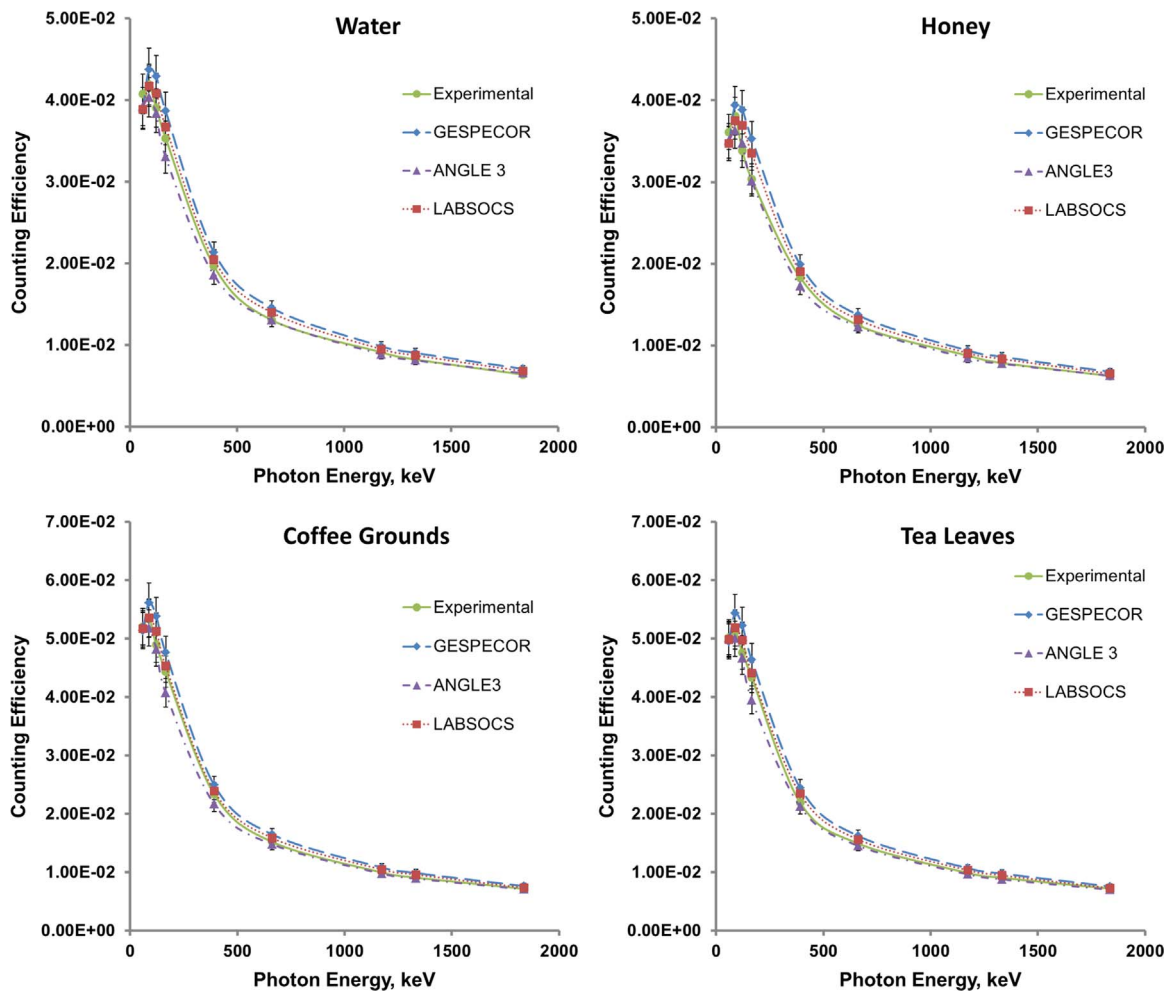 Water
5.00E-02
4.00E-02
3.00E-02
2.00E-02
1.00E-02
0.00E+00
Counting Efficiency
Experimental
GESPECOR
ANGLE 3
LABSOCS
0 500 1000 1500 2000
Photon Energy, keV
Honey
5.00E-02
4.00E-02
3.00E-02
2.00E-02
1.00E-02
0.00E+00
Counting Efficiency
Experimental
GESPECOR
ANGLE3
LABSOCS
0 500 1000 1500 2000
Photon Energy, keV
Coffee Grounds
7.00E-02
6.00E-02
5.00E-02
4.00E-02
3.00E-02
2.00E-02
1.00E-02
0.00E+00
Counting Efficiency
Experimental
GESPECOR
ANGLE3
LABSOCS
0 500 1000 1500 2000
Photon Energy, keV
Tea Leaves
7.00E-02
6.00E-02
5.00E-02
4.00E-02
3.00E-02
2.00E-02
1.00E-02
0.00E+00
Counting Efficiency
Experimental
GESPECOR
ANGLE 3
LABSOCS
0 500 1000 1500 2000
Photon Energy, keV